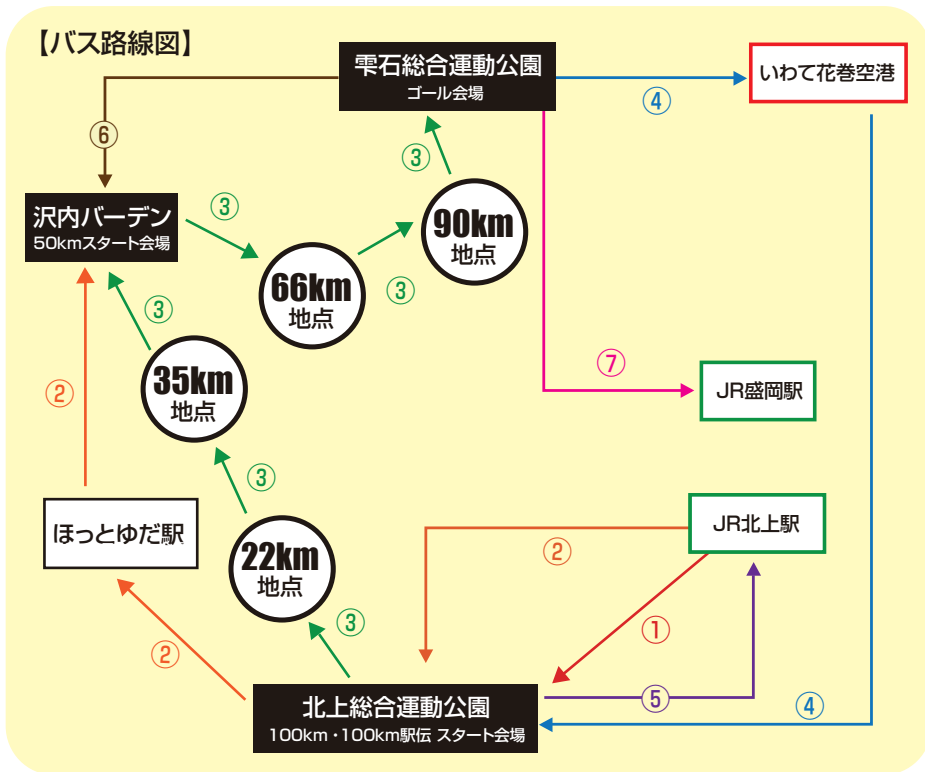 【バス路線図】
雫石総合運動公園
ゴール会場
④
いわて花巻空港
⑥
③
沢内バーデン
50kmスタート会場
③
90km
地点
66km
地点
③
③
35km
地点
②
⑦
JR盛岡駅
③
ほっとゆだ駅
22km
地点
②
JR北上駅
③
①
②
北上総合運動公園
100km・100km駅伝 スタート会場
⑤
④